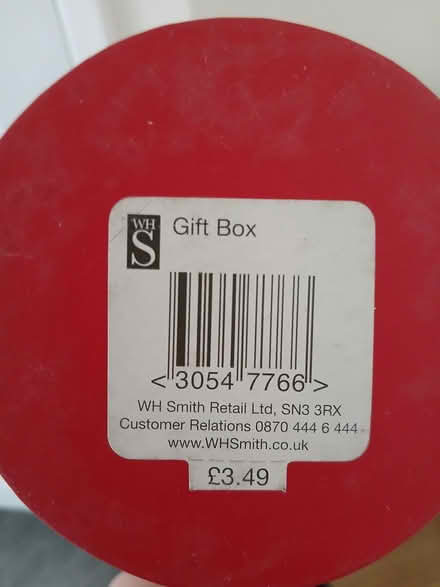 WH
S
Gift Box
<3054 7766>
WH Smith Retail Ltd, SN3 3RX
Customer Relations 0870 444 6 444
www.WHSmith.co.uk
£3.49